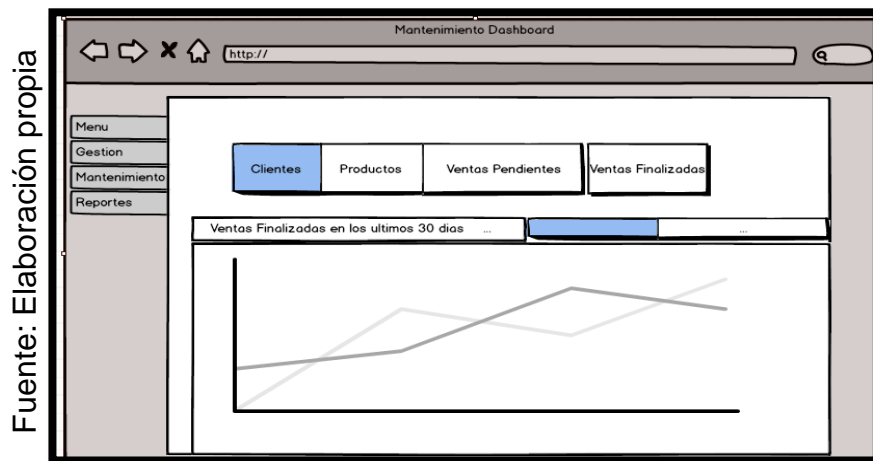 Fuente: Elaboración propia
Mantenimiento Dashboard
http://
Menu
Gestion
Mantenimiento
Reportes
Clientes
Productos
Ventas Pendientes
Ventas Finalizadas
Ventas Finalizadas en los ultimos 30 dias ...
...